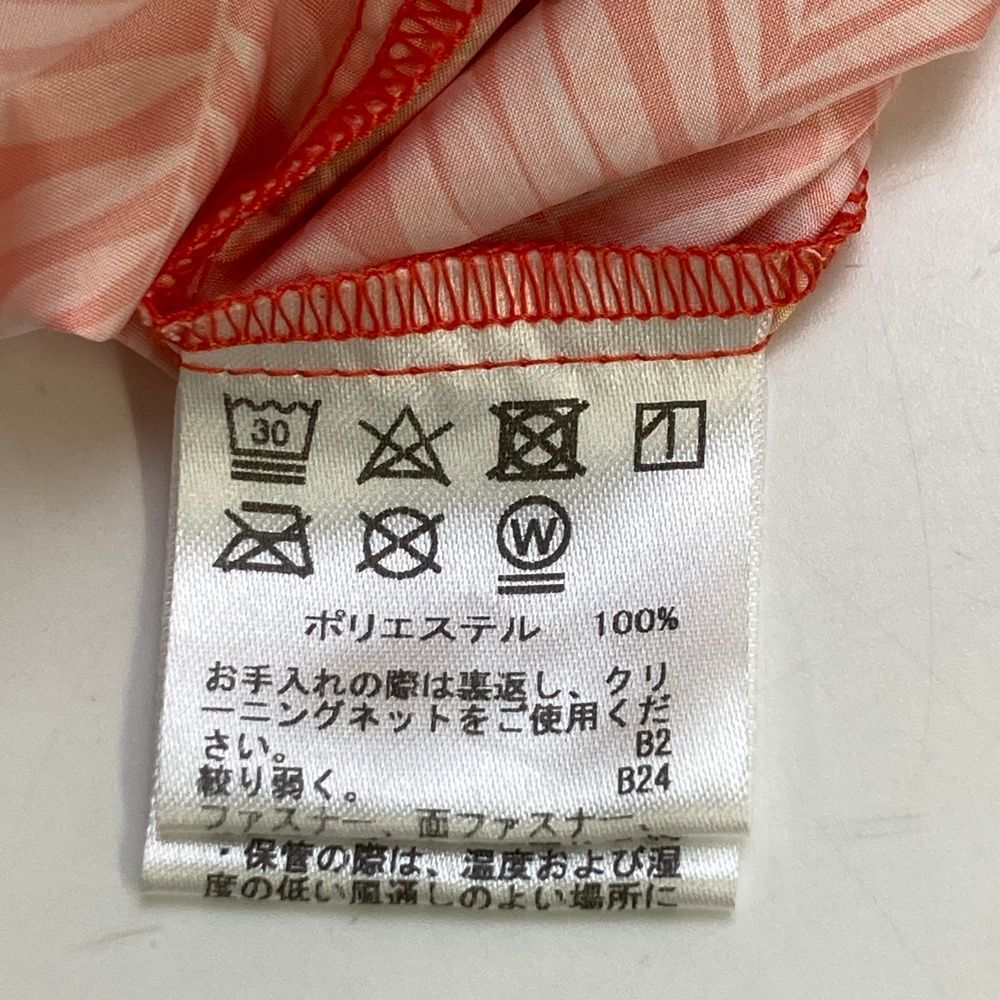 30
W
ポリエステル 100%
お手入れの際は裏返し、クリ
ーニングネットをご使用くだ
さい。 B2
絞り弱く。 B24
ファスナー、面ファスナー、
・保管の際は、温度および湿
度の低い風通しのよい場所に